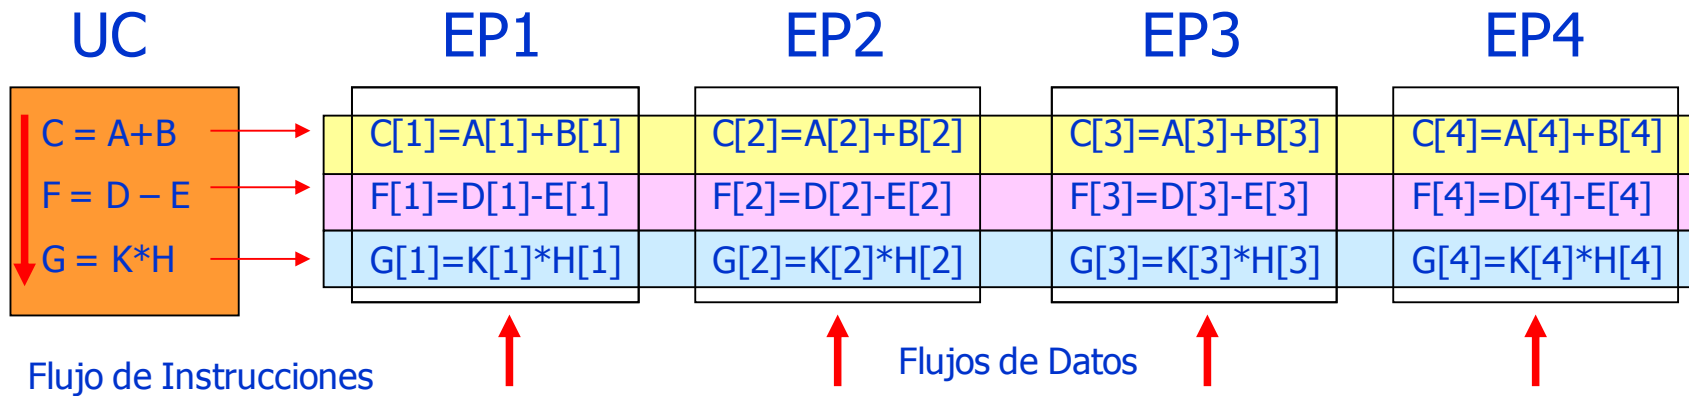 UC EP1 EP2 EP3 EP4
C = A+B C[1]=A[1]+B[1] C[2]=A[2]+B[2] C[3]=A[3]+B[3] C[4]=A[4]+B[4]
F = D – E F[1]=D[1]-E[1] F[2]=D[2]-E[2] F[3]=D[3]-E[3] F[4]=D[4]-E[4]
G = K*H G[1]=K[1]*H[1] G[2]=K[2]*H[2] G[3]=K[3]*H[3] G[4]=K[4]*H[4]
Flujo de Instrucciones Flujos de Datos